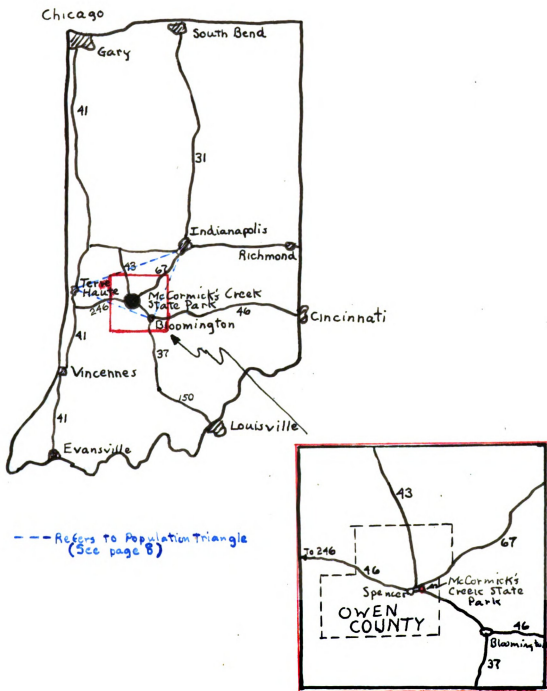 Chicago
South Bend
Gary
41
31
Indianapolis
Richmond
43
67
Terre
Haute
McCormick's Creek
State Park
246
46
Cincinnati
Bloomington
41
37
Vincennes
150
41
Louisville
Evansville
--- Refers to Population Triangle
(See page 8)
43
67
To 246
46
McCormick's
Creek State
Park
Spencer
OWEN
COUNTY
46
Bloomington
37